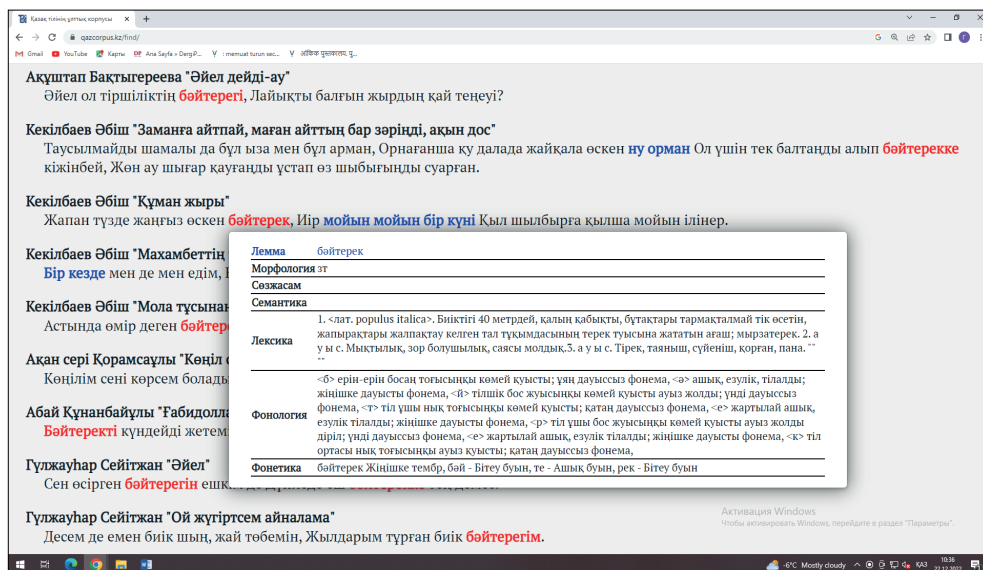 Қазақ тілінің ұлттық корпусы
qazcorpus.kz/find/
Gmail YouTube Карты Ana Sayfa » DergiP... : memuat turun sec... आंशिक पुस्तकालय, पु...
Ақұштап Бақтыгереева "Әйел дейді-ау"
Әйел ол тіршіліктің бәйтерегі, Лайықты балғын жырдың қай теңеуі?
Кекілбаев Әбіш "Заманға айтпай, маған айттың бар зәріңді, ақын дос"
Таусылмайды шамалы да бұл ыза мен бұл арман, Орнағанша қу далада жайқала өскен ну орман Ол үшін тек балтаңды алып бәйтерекке
кіжінбей, Жөн ау шығар қауғаңды ұстап өз шыбығыңды суарған.
Кекілбаев Әбіш "Құман жыры"
Жапан түзде жаңғыз өскен бәйтерек, Иір мойын мойын бір күні Қыл шылбырға қылша мойын ілінер.
Кекілбаев Әбіш "Махамбеттің
Бір кезде мен де мен едім,
Кекілбаев Әбіш "Мола тұсынан
Астында өмір деген бәйтере
Ақан сері Қорамсаұлы "Көңіл
Көңілім сені көрсем болады
Абай Құнанбайұлы "Ғабидолла
Бәйтеректі күндейді жетем
Гүлжауһар Сейітжан "Әйел"
Сен өсірген бәйтерегін ешк
Гүлжауһар Сейітжан "Ой жүгіртсем айналама"
Десем де емен биік шың, жай төбемін, Жылдарым тұрған биік бәйтерегім.
Лемма бәйтерек
Морфология зт
Сөзжасам
Семантика
Лексика 1. <лат. populus italica>. Биіктігі 40 метрдей, қалың қабықты, бұтақтары тармақталмай тік өсетін,
жапырақтары жалпақтау келген тал тұқымдасының терек туысына жататын ағаш; мырзатерек. 2. а
у ы с. Мықтылық, зор болушылық, саясы молдық.3. а у ы с. Тірек, таяныш, сүйеніш, қорған, пана. ""
""
Фонология <б> ерін-ерін босаң тоғысыңқы көмей қуысты; ұяң дауыссыз фонема, <ә> ашық, езулік, тілалды;
жіңішке дауысты фонема, <й> тілшік бос жуысыңқы көмей қуысты ауыз жолды; үнді дауыссыз
фонема, <т> тіл ұшы нық тоғысыңқы көмей қуысты; қатаң дауыссыз фонема, <е> жартылай ашық,
езулік тілалды; жіңішке дауысты фонема, <р> тіл ұшы бос жуысыңқы көмей қуысты ауыз жолды
діріл; үнді дауыссыз фонема, <е> жартылай ашық, езулік тілалды; жіңішке дауысты фонема, <к> тіл
ортасы нық тоғысыңқы ауыз қуысты; қатаң дауыссыз фонема,
Фонетика бәйтерек Жіңішке тембр, бәй - Бітеу буын, те - Ашық буын, рек - Бітеу буын
Активация Windows
Чтобы активировать Windows, перейдите в раздел "Параметры".
-6°C Mostly cloudy ҚАЗ 10:36
22.12.2022